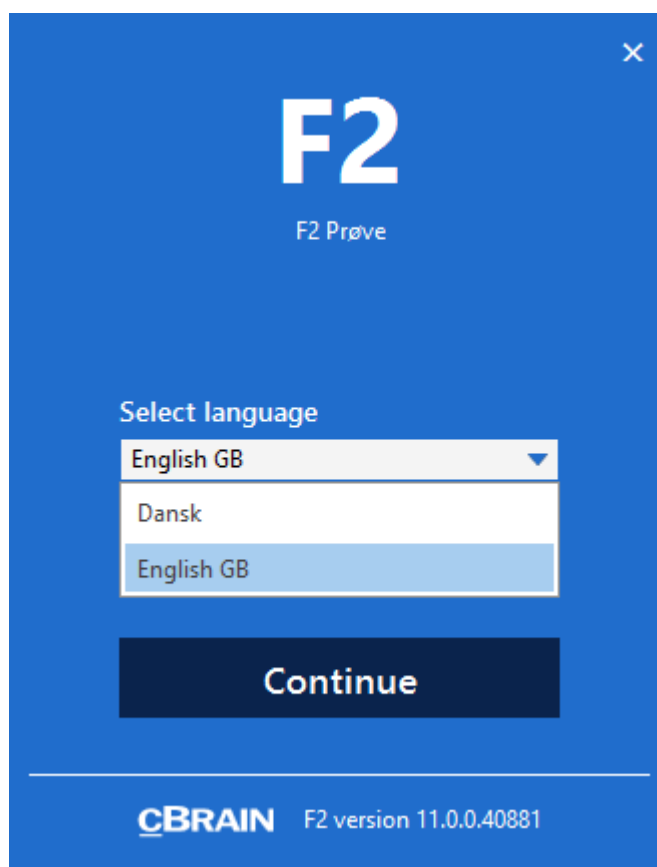 F2
F2 Prøve
Select language
English GB
Dansk
English GB
Continue
cBRAIN F2 version 11.0.0.40881